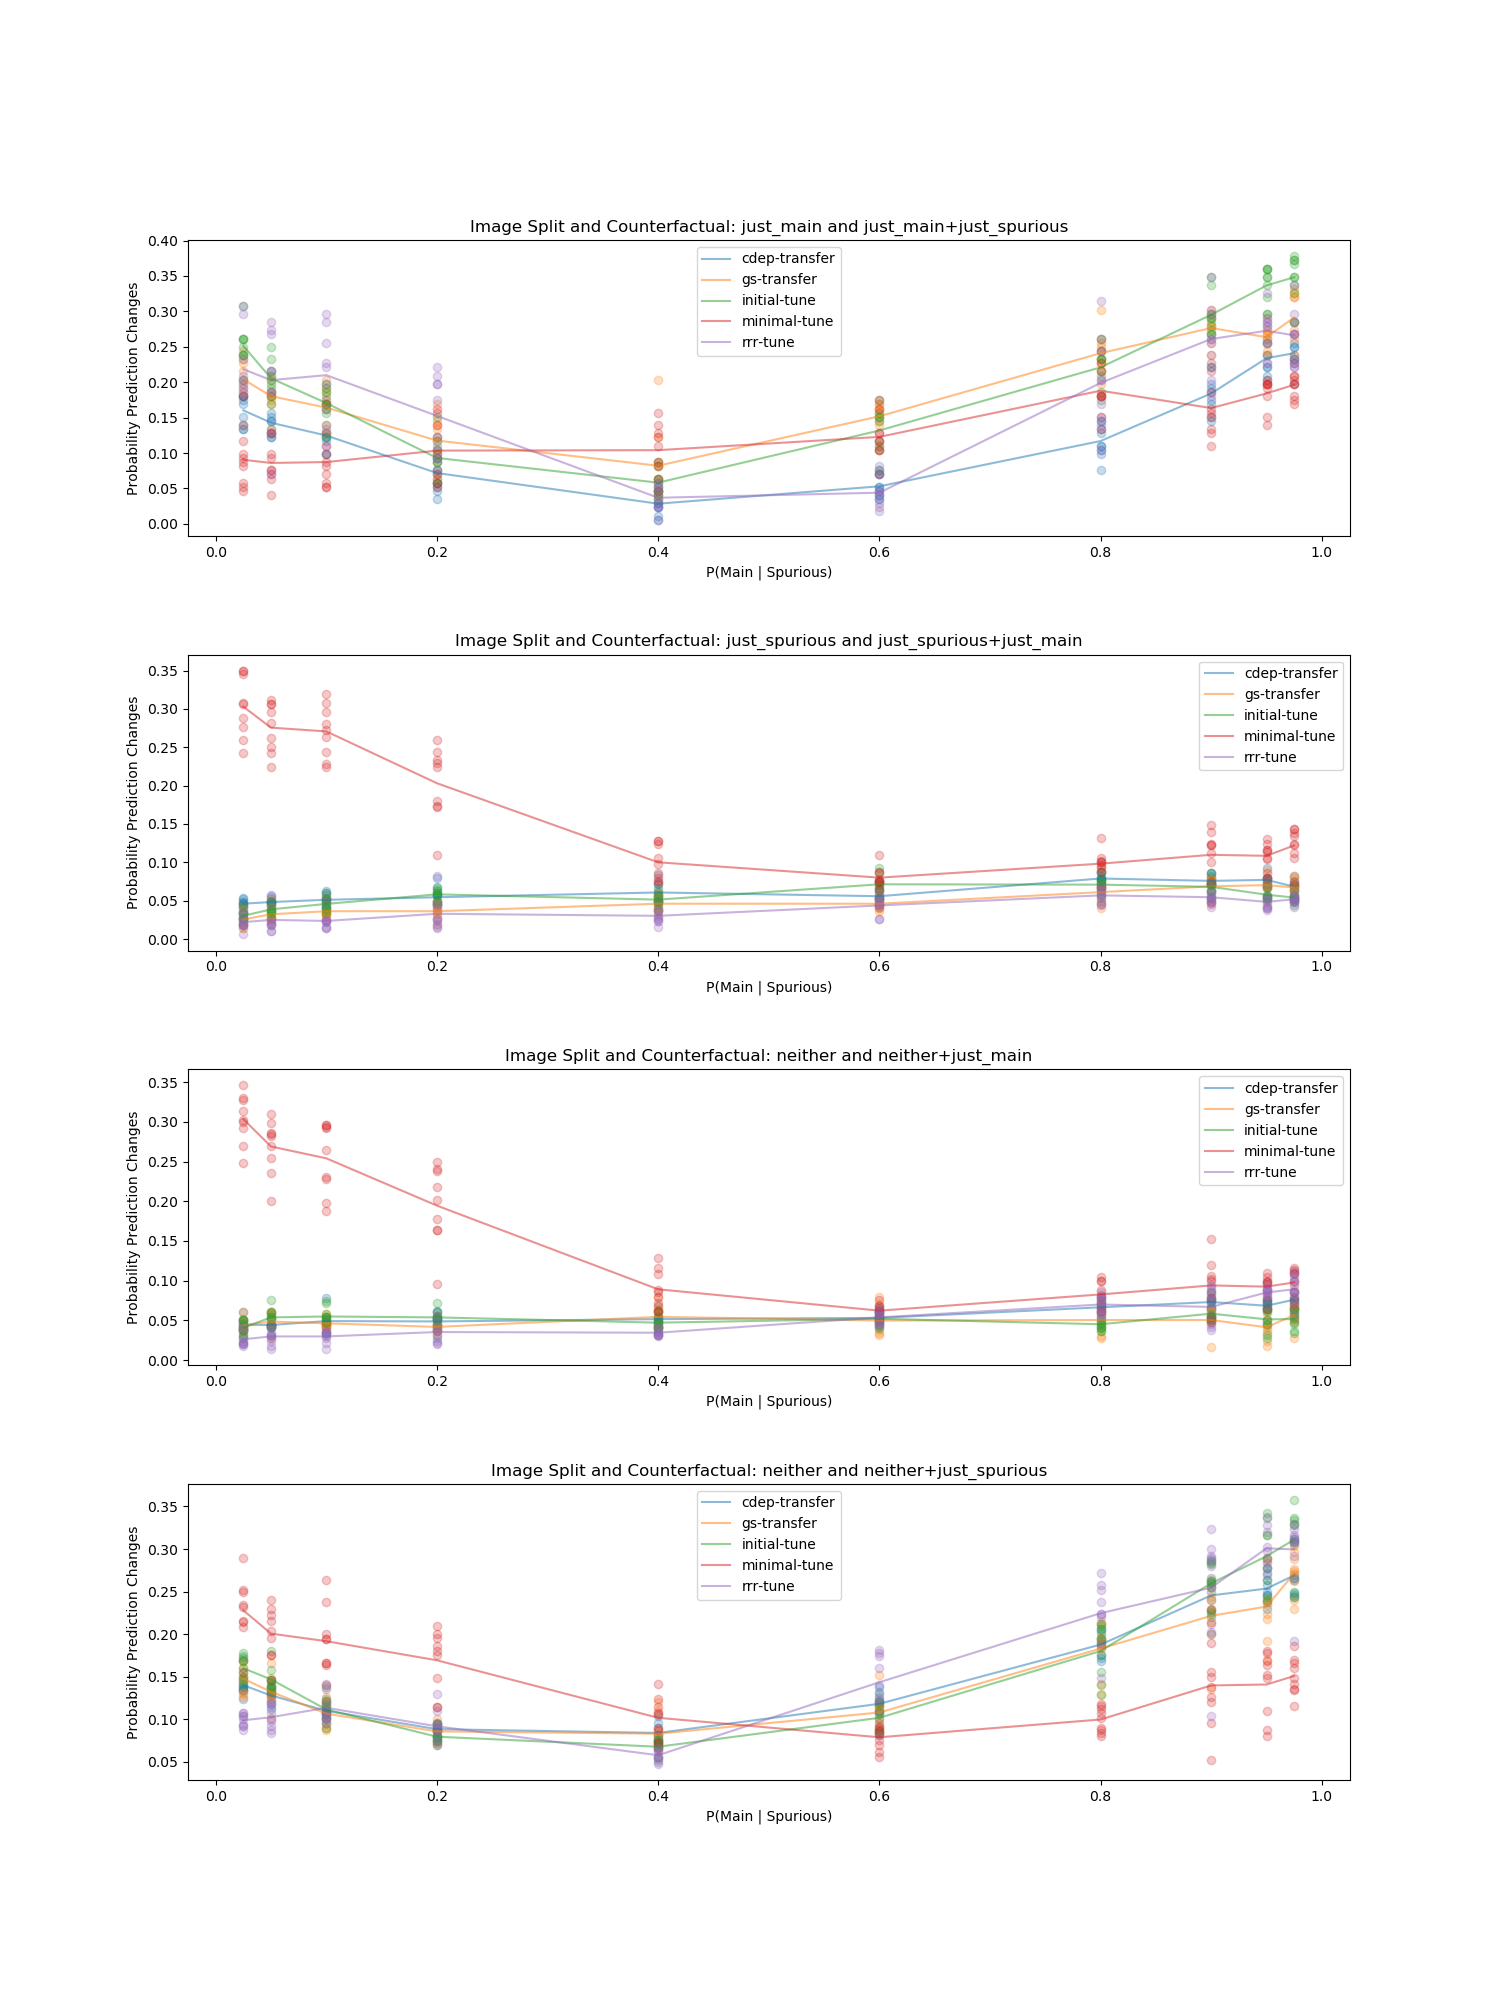 Image Split and Counterfactual: just_main and just_main+just_spurious
Probability Prediction Changes
0.40
0.35
0.30
0.25
0.20
0.15
0.10
0.05
0.00
cdep-transfer
gs-transfer
initial-tune
minimal-tune
rrr-tune
0.0 0.2 0.4 0.6 0.8 1.0
P(Main | Spurious)
Image Split and Counterfactual: just_spurious and just_spurious+just_main
Probability Prediction Changes
0.35
0.30
0.25
0.20
0.15
0.10
0.05
0.00
cdep-transfer
gs-transfer
initial-tune
minimal-tune
rrr-tune
0.0 0.2 0.4 0.6 0.8 1.0
P(Main | Spurious)
Image Split and Counterfactual: neither and neither+just_main
Probability Prediction Changes
0.35
0.30
0.25
0.20
0.15
0.10
0.05
0.00
cdep-transfer
gs-transfer
initial-tune
minimal-tune
rrr-tune
0.0 0.2 0.4 0.6 0.8 1.0
P(Main | Spurious)
Image Split and Counterfactual: neither and neither+just_spurious
Probability Prediction Changes
0.35
0.30
0.25
0.20
0.15
0.10
0.05
cdep-transfer
gs-transfer
initial-tune
minimal-tune
rrr-tune
0.0 0.2 0.4 0.6 0.8 1.0
P(Main | Spurious)